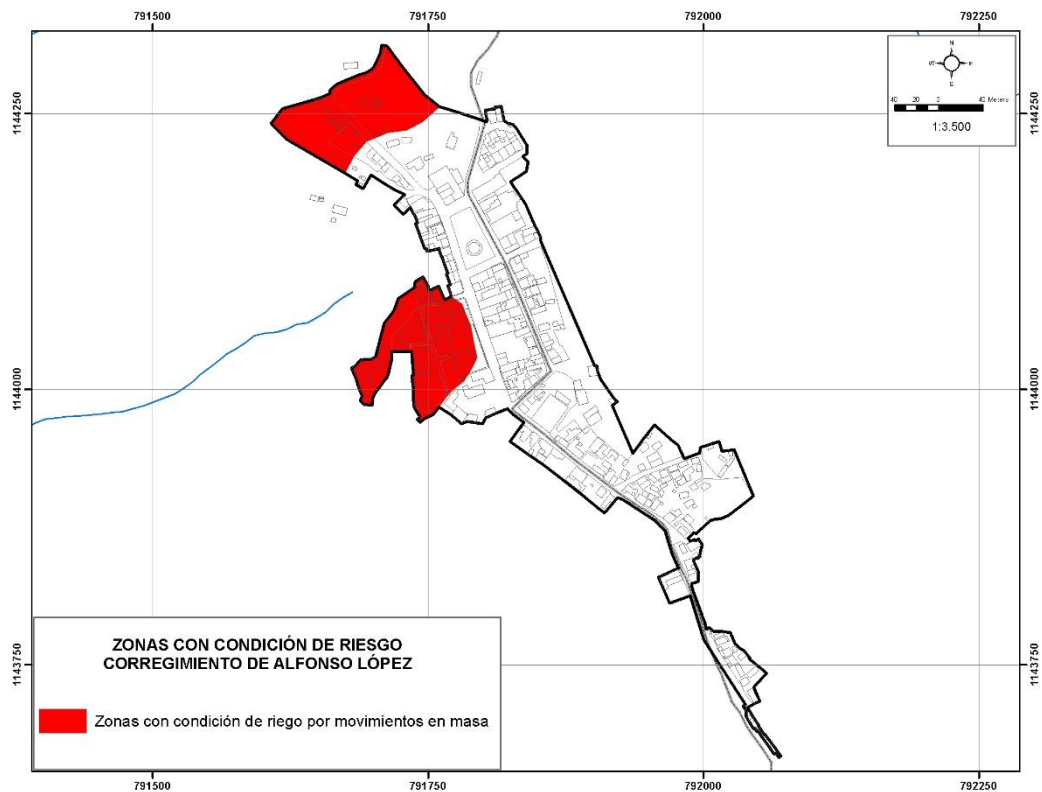 791500 791750 792000 792250
N
W E
S
40 20 0 40 Meters
1:3.500
1144250 1144250
1144000 1144000
1143750 1143750
ZONAS CON CONDICIÓN DE RIESGO
CORREGIMIENTO DE ALFONSO LÓPEZ
Zonas con condición de riego por movimientos en masa
791500 791750 792000 792250